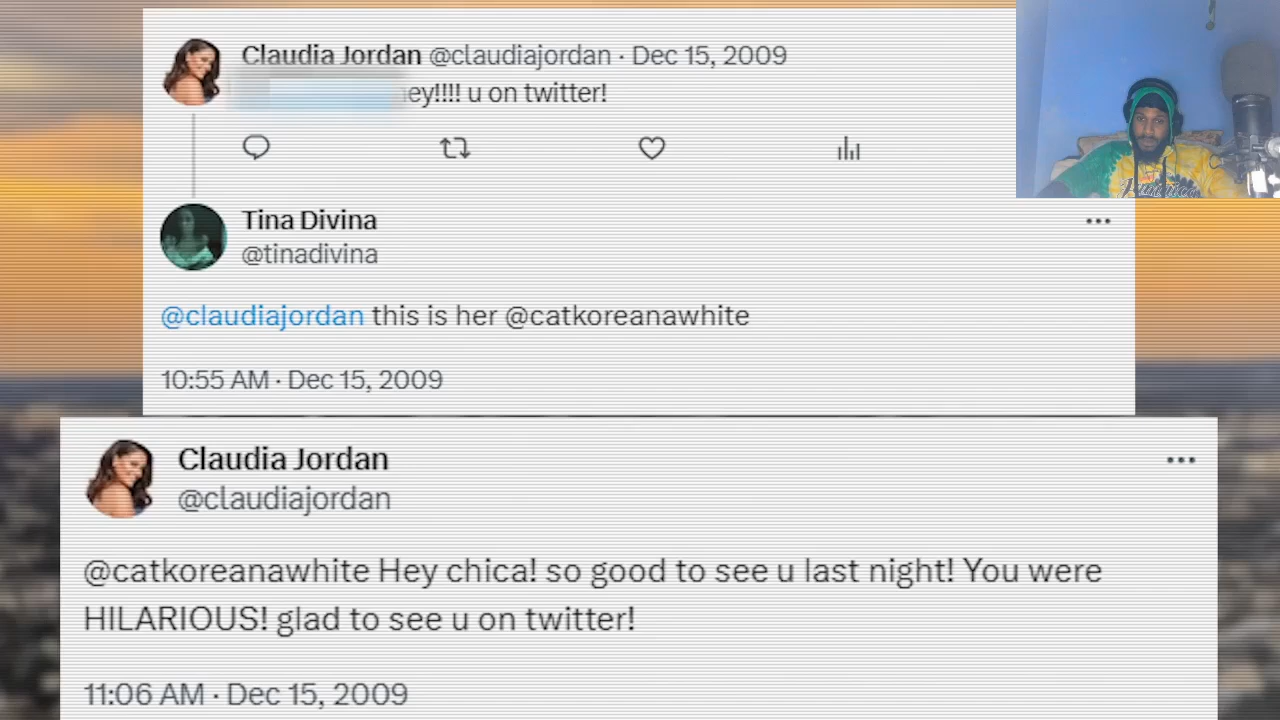 Claudia Jordan @claudiajordan · Dec 15, 2009
ey!!!! u on twitter!
Tina Divina
@tinadivina
@claudiajordan this is her @catkoreanawhite
10:55 AM · Dec 15, 2009
Claudia Jordan
@claudiajordan
@catkoreanawhite Hey chica! so good to see u last night! You were
HILARIOUS! glad to see u on twitter!
11:06 AM · Dec 15, 2009
Jamaica